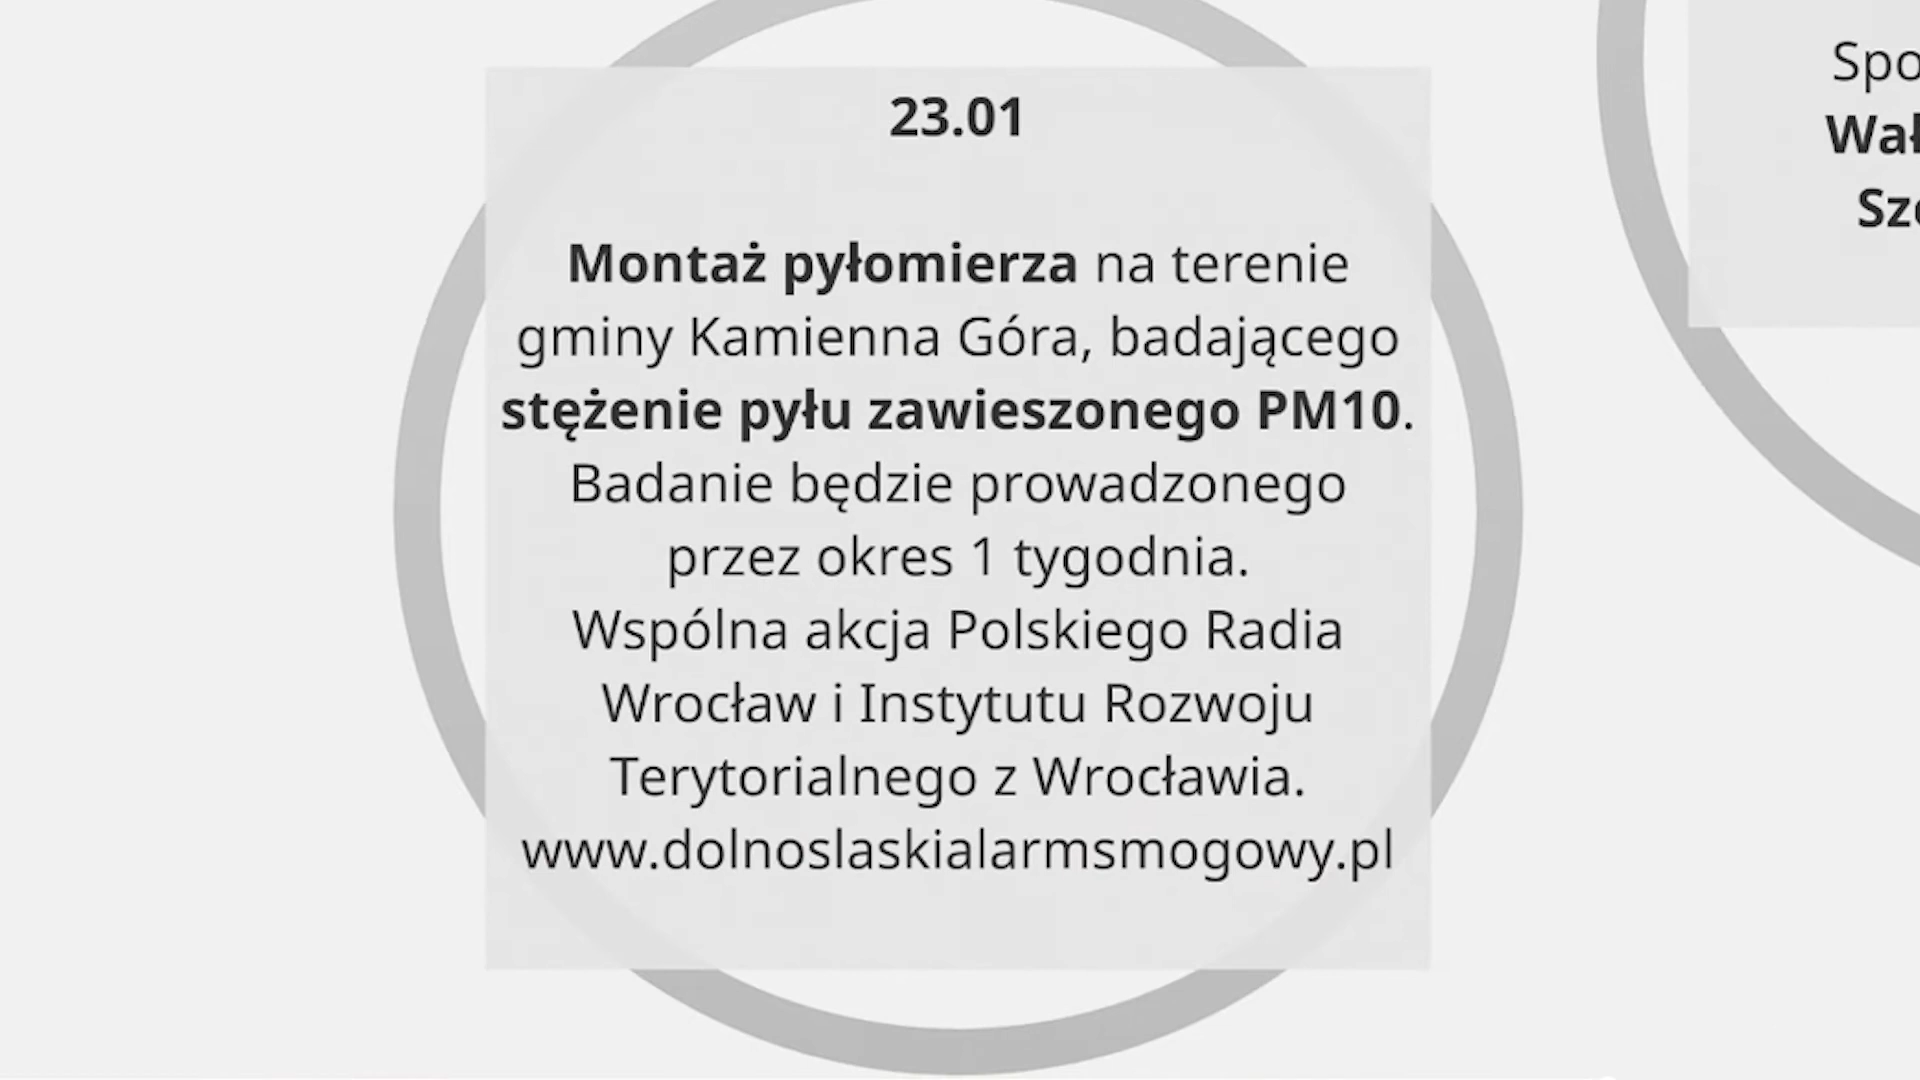 23.01
Montaż pyłomierza na terenie
gminy Kamienna Góra, badającego
stężenie pyłu zawieszonego PM10.
Badanie będzie prowadzonego
przez okres 1 tygodnia.
Wspólna akcja Polskiego Radia
Wrocław i Instytutu Rozwoju
Terytorialnego z Wrocławia.
www.dolnoslaskialarmsmogowy.pl